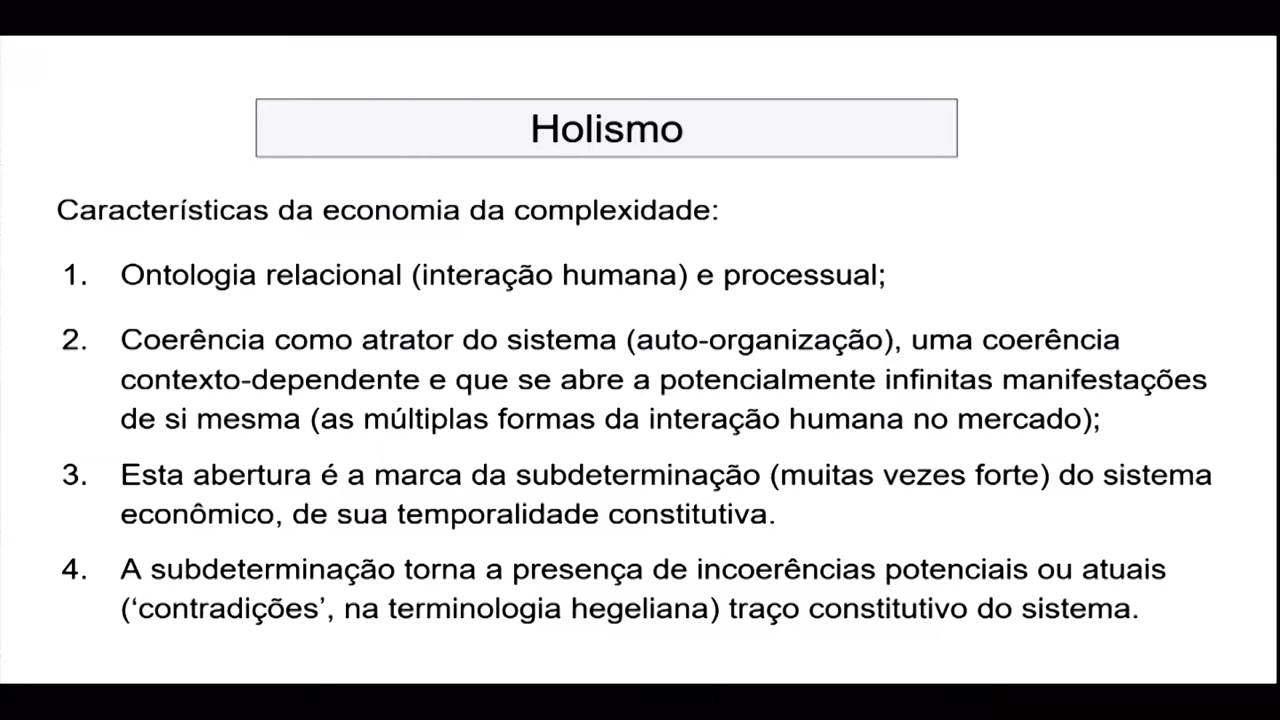 Holismo
Características da economia da complexidade:
1. Ontologia relacional (interação humana) e processual;
2. Coerência como atrator do sistema (auto-organização), uma coerência
contexto-dependente e que se abre a potencialmente infinitas manifestações
de si mesma (as múltiplas formas da interação humana no mercado);
3. Esta abertura é a marca da subdeterminação (muitas vezes forte) do sistema
econômico, de sua temporalidade constitutiva.
4. A subdeterminação torna a presença de incoerências potenciais ou atuais
(‘contradições’, na terminologia hegeliana) traço constitutivo do sistema.